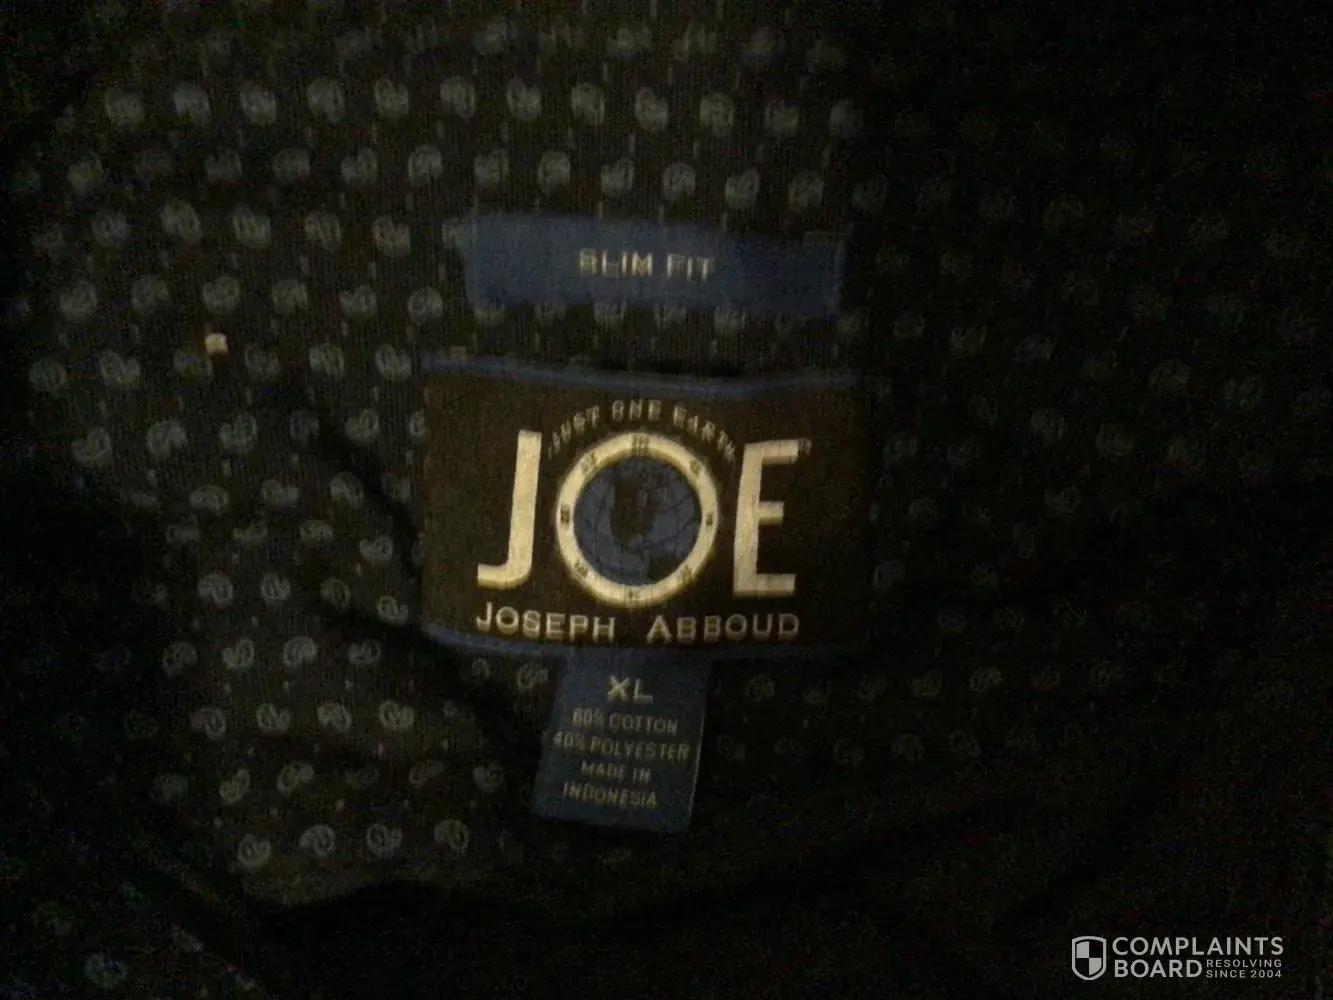 SLIM FIT
JUST ONE EARTH
JOE
JOSEPH ABBOUD
XL
60% COTTON
40% POLYESTER
MADE IN
INDONESIA
COMPLAINTS
BOARD RESOLVING
SINCE 2004